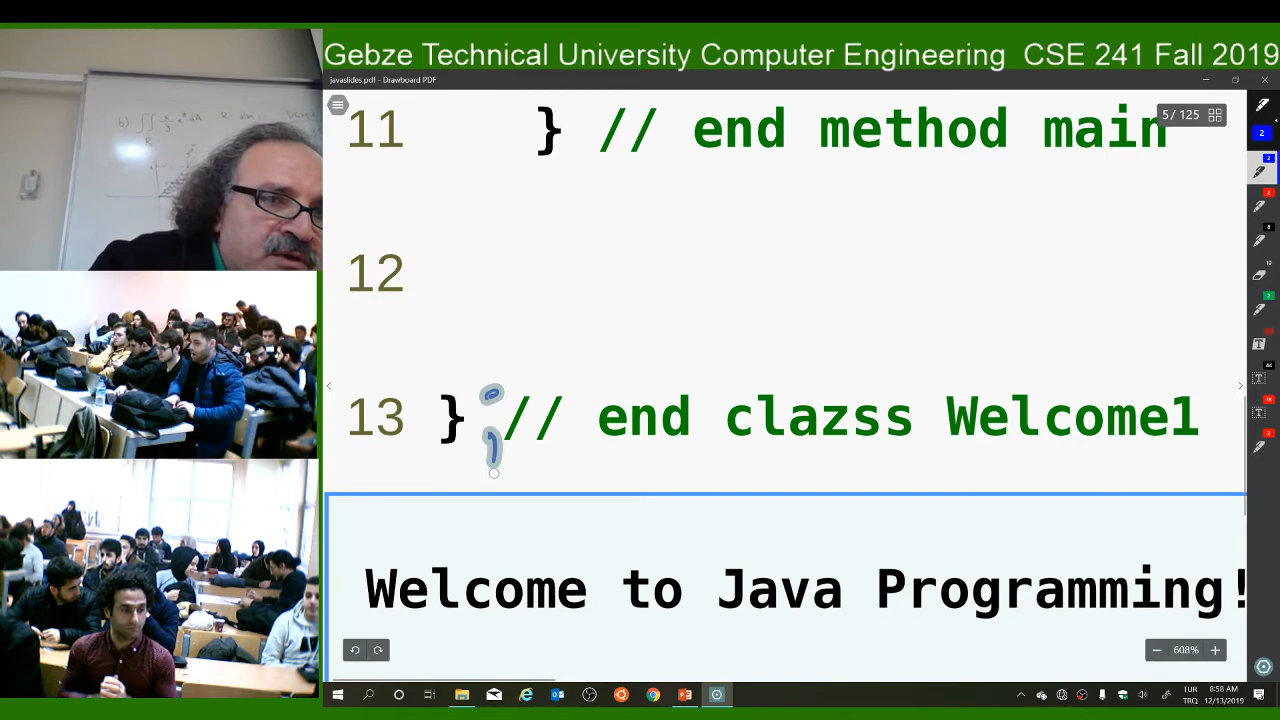 Gebze Technical University Computer Engineering CSE 241 Fall 2019
javaslides.pdf - Drawboard PDF
5 / 125
11 } // end method main
12
13 } ; // end clazss Welcome1
Welcome to Java Programming!
608%
TUR
TRQ
8:58 AM
12/13/2019